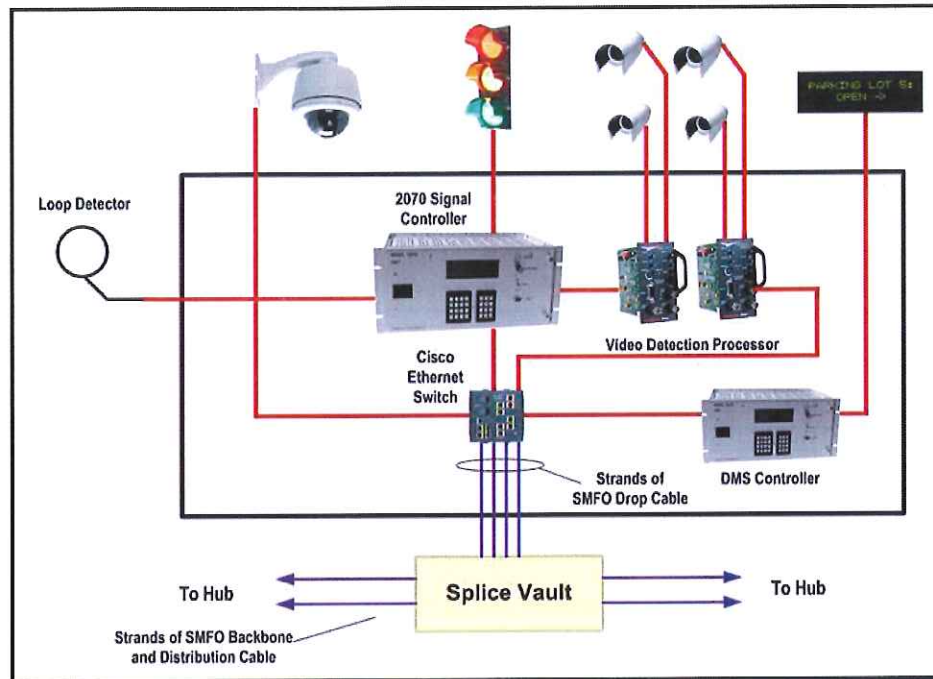 PARKING LOT 5:
OPEN ->
Loop Detector
2070 Signal
Controller
Video Detection Processor
Cisco
Ethernet
Switch
Strands of
SMFO Drop Cable
DMS Controller
To Hub
Splice Vault
To Hub
Strands of SMFO Backbone
and Distribution Cable